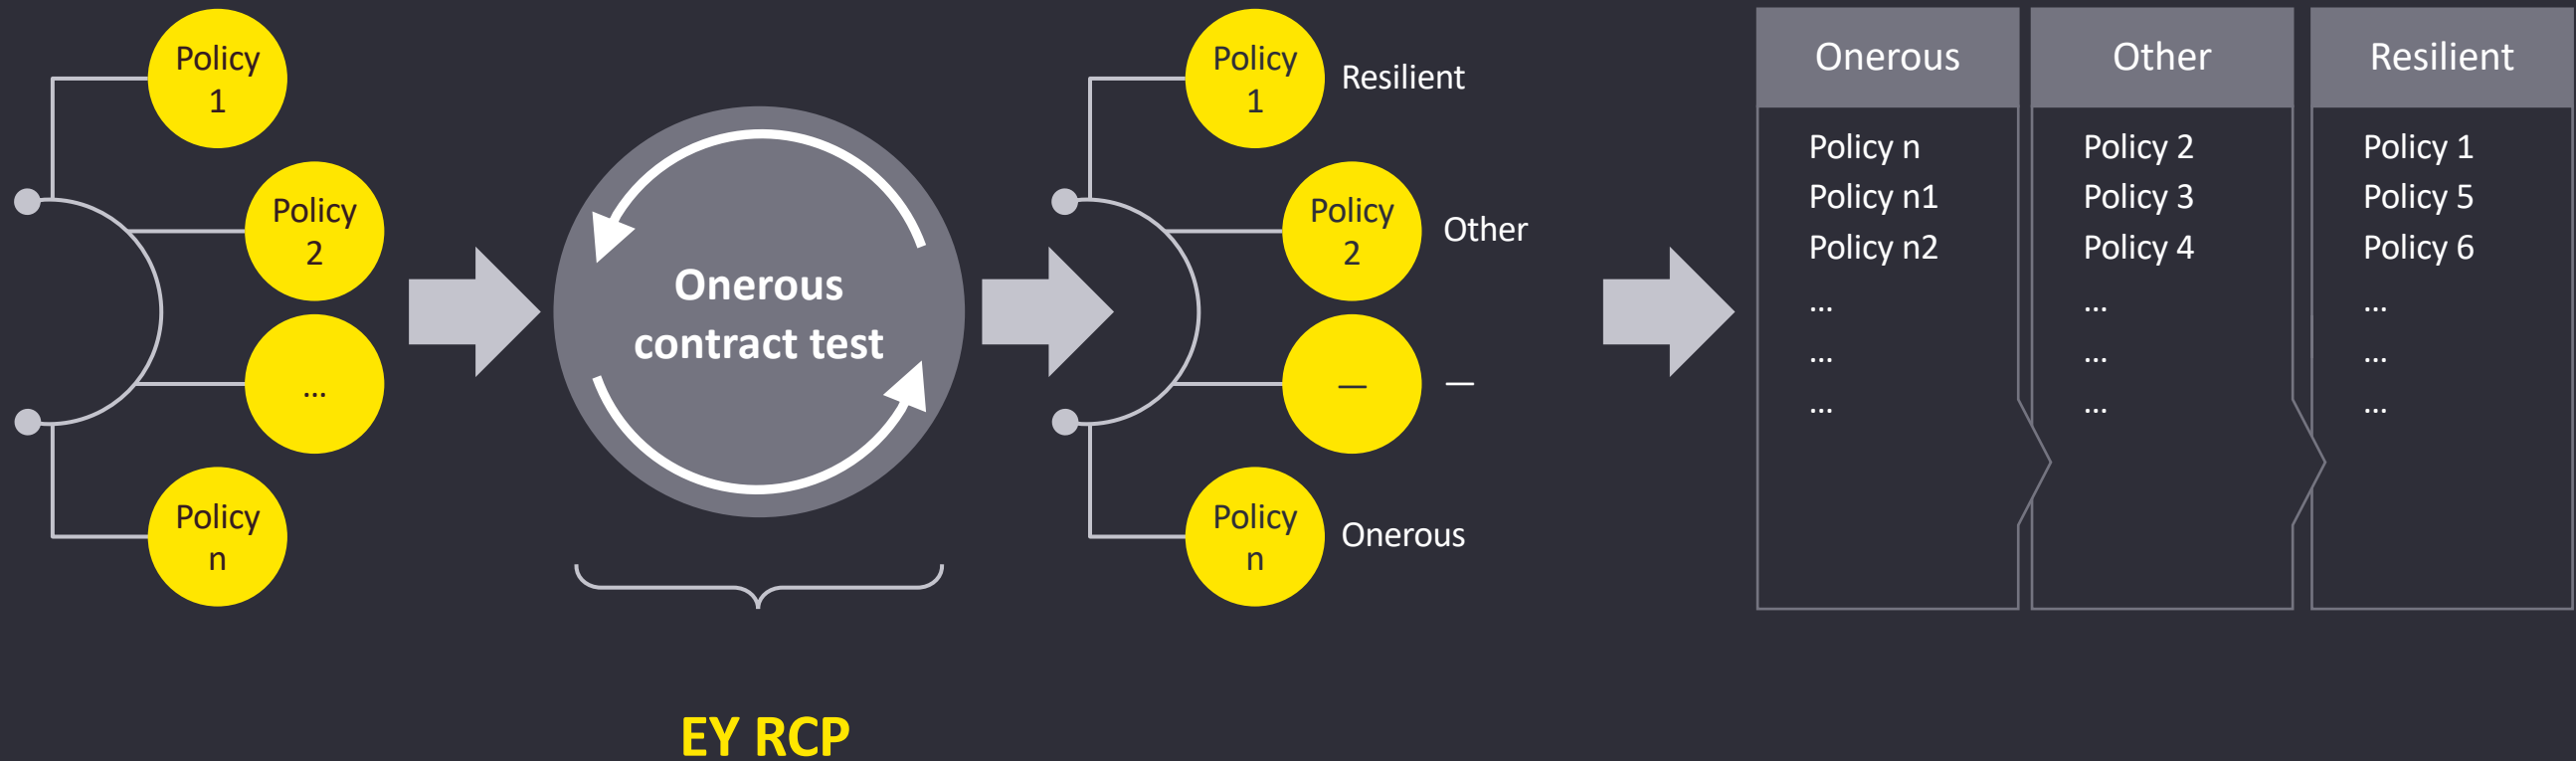 Policy
1
Policy
2
...
Policy
n
Onerous
contract test
EY RCP
Policy
1
Resilient
Policy
2
Other
—
—
Policy
n
Onerous
Onerous
Policy n
Policy n1
Policy n2
...
...
...
Other
Policy 2
Policy 3
Policy 4
...
...
...
Resilient
Policy 1
Policy 5
Policy 6
...
...
...